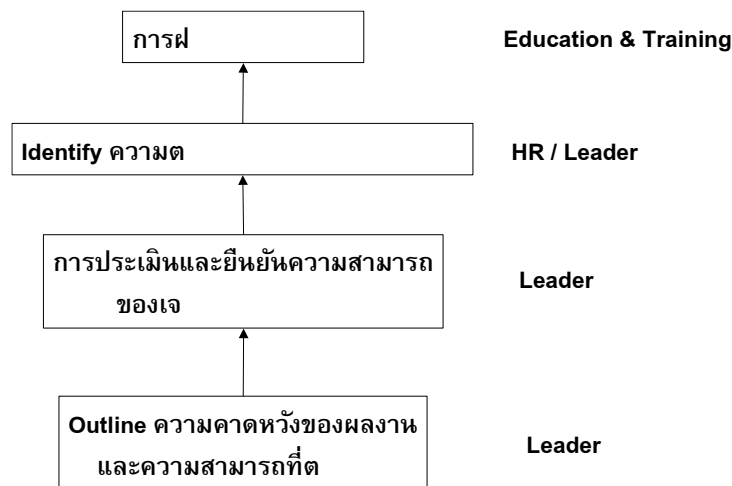 การฝ
Education & Training
Identify ความต
HR / Leader
การประเมินและยืนยันความสามารถ
ของเจ
Leader
Outline ความคาดหวังของผลงาน
และความสามารถที่ต
Leader